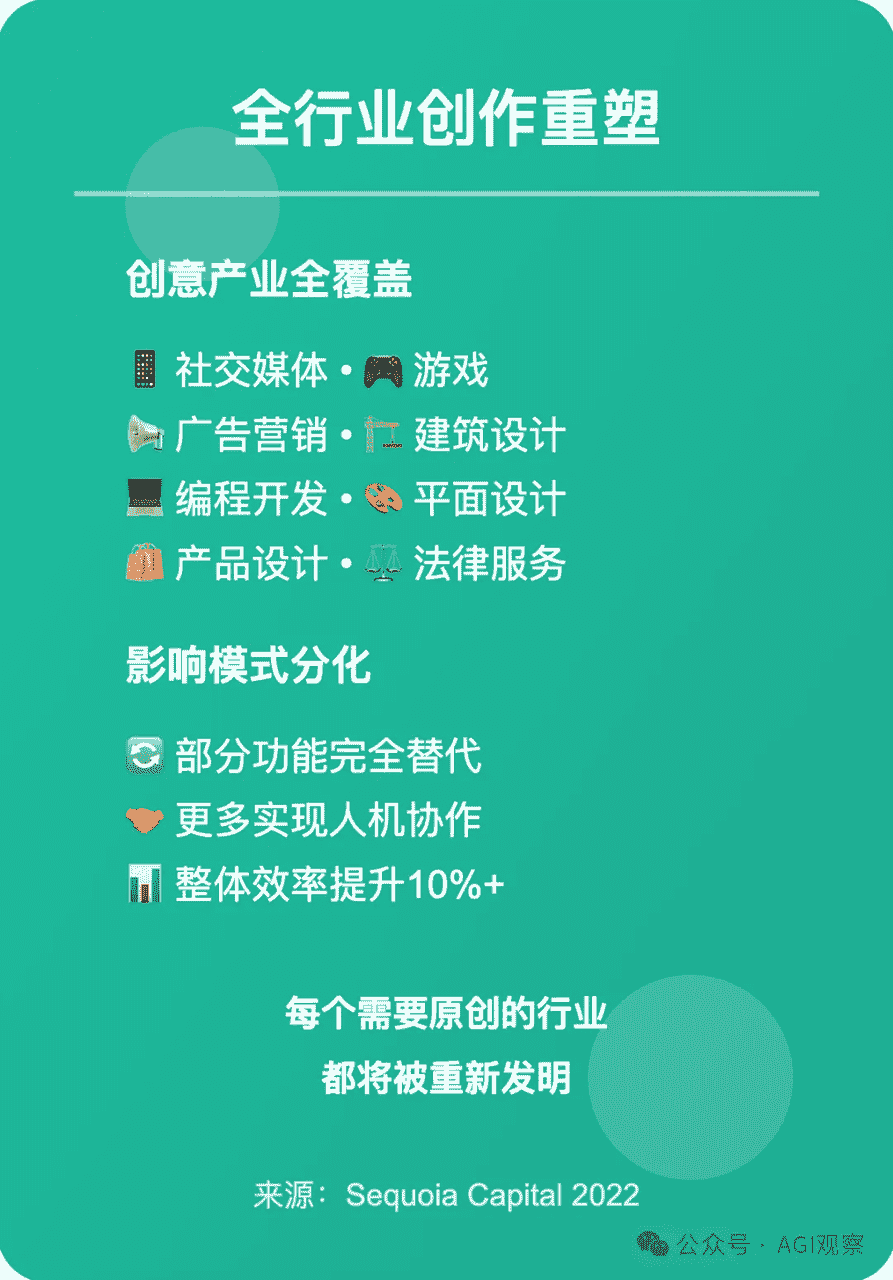 全行业创作重塑
创意产业全覆盖
📱 社交媒体 • 🎮 游戏
📢 广告营销 • 🏗️ 建筑设计
💻 编程开发 • 🎨 平面设计
🛍️ 产品设计 • ⚖️ 法律服务
影响模式分化
🔄 部分功能完全替代
🤝 更多实现人机协作
📊 整体效率提升10%+
每个需要原创的行业
都将被重新发明
来源：Sequoia Capital 2022
公众号 · AGI观察